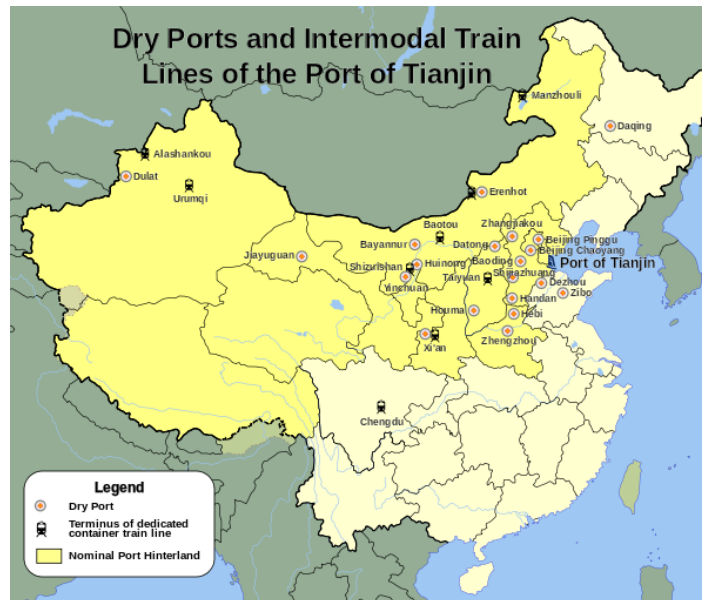 Dry Ports and Intermodal Train
Lines of the Port of Tianjin
Manzhouli
Daqing
Alashankou
Dulat
Urumqi
Erenhot
Baotou
Zhangjiakou
Bayannur
Datong
Beijing Pinggu
Beijing Chaoyang
Jiayuguan
Shizuishan
Huinong
Baoding
Port of Tianjin
Taiyuan
Shijiazhuang
Yinchuan
Dezhou
Zibo
Handan
Houma
Hebi
Xi'an
Zhengzhou
Chengdu
Legend
Dry Port
Terminus of dedicated
container train line
Nominal Port Hinterland